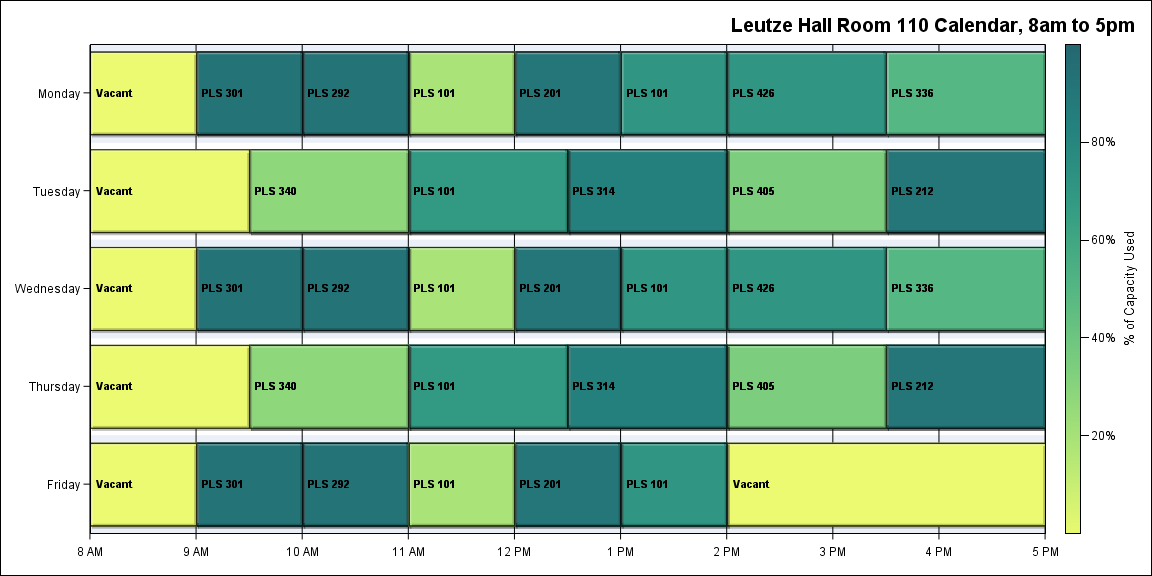 Leutze Hall Room 110 Calendar, 8am to 5pm
Monday
Vacant
PLS 301
PLS 292
PLS 101
PLS 201
PLS 101
PLS 426
PLS 336
Tuesday
Vacant
PLS 340
PLS 101
PLS 314
PLS 405
PLS 212
Wednesday
Vacant
PLS 301
PLS 292
PLS 101
PLS 201
PLS 101
PLS 426
PLS 336
Thursday
Vacant
PLS 340
PLS 101
PLS 314
PLS 405
PLS 212
Friday
Vacant
PLS 301
PLS 292
PLS 101
PLS 201
PLS 101
Vacant
8 AM
9 AM
10 AM
11 AM
12 PM
1 PM
2 PM
3 PM
4 PM
5 PM
80%
60%
40%
20%
% of Capacity Used